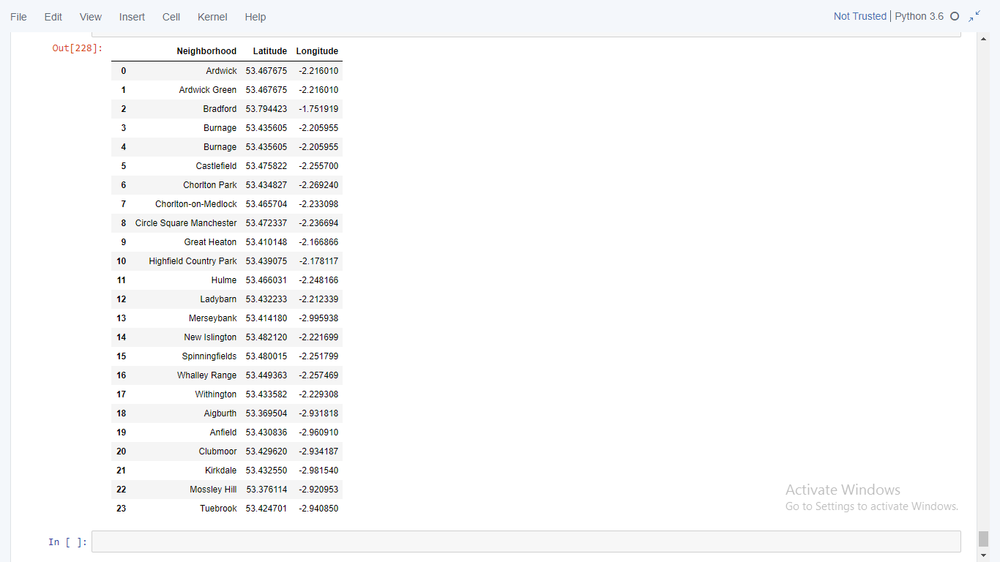 File Edit View Insert Cell Kernel Help Not Trusted Python 3.6
Out[228]:
Neighborhood Latitude Longitude
0 Ardwick 53.467675 -2.216010
1 Ardwick Green 53.467675 -2.216010
2 Bradford 53.794423 -1.751919
3 Burnage 53.435605 -2.205955
4 Burnage 53.435605 -2.205955
5 Castlefield 53.475822 -2.255700
6 Chorlton Park 53.434827 -2.269240
7 Chorlton-on-Medlock 53.465704 -2.233098
8 Circle Square Manchester 53.472337 -2.236694
9 Great Heaton 53.410148 -2.166866
10 Highfield Country Park 53.439075 -2.178117
11 Hulme 53.466031 -2.248166
12 Ladybarn 53.432233 -2.212339
13 Merseybank 53.414180 -2.995938
14 New Islington 53.482120 -2.221699
15 Spinningfields 53.480015 -2.251799
16 Whalley Range 53.449363 -2.257469
17 Withington 53.433582 -2.229308
18 Aigburth 53.369504 -2.931818
19 Anfield 53.430836 -2.960910
20 Clubmoor 53.429620 -2.934187
21 Kirkdale 53.432550 -2.981540
22 Mossley Hill 53.376114 -2.920953
23 Tuebrook 53.424701 -2.940850
Activate Windows
Go to Settings to activate Windows.
In [ ]: